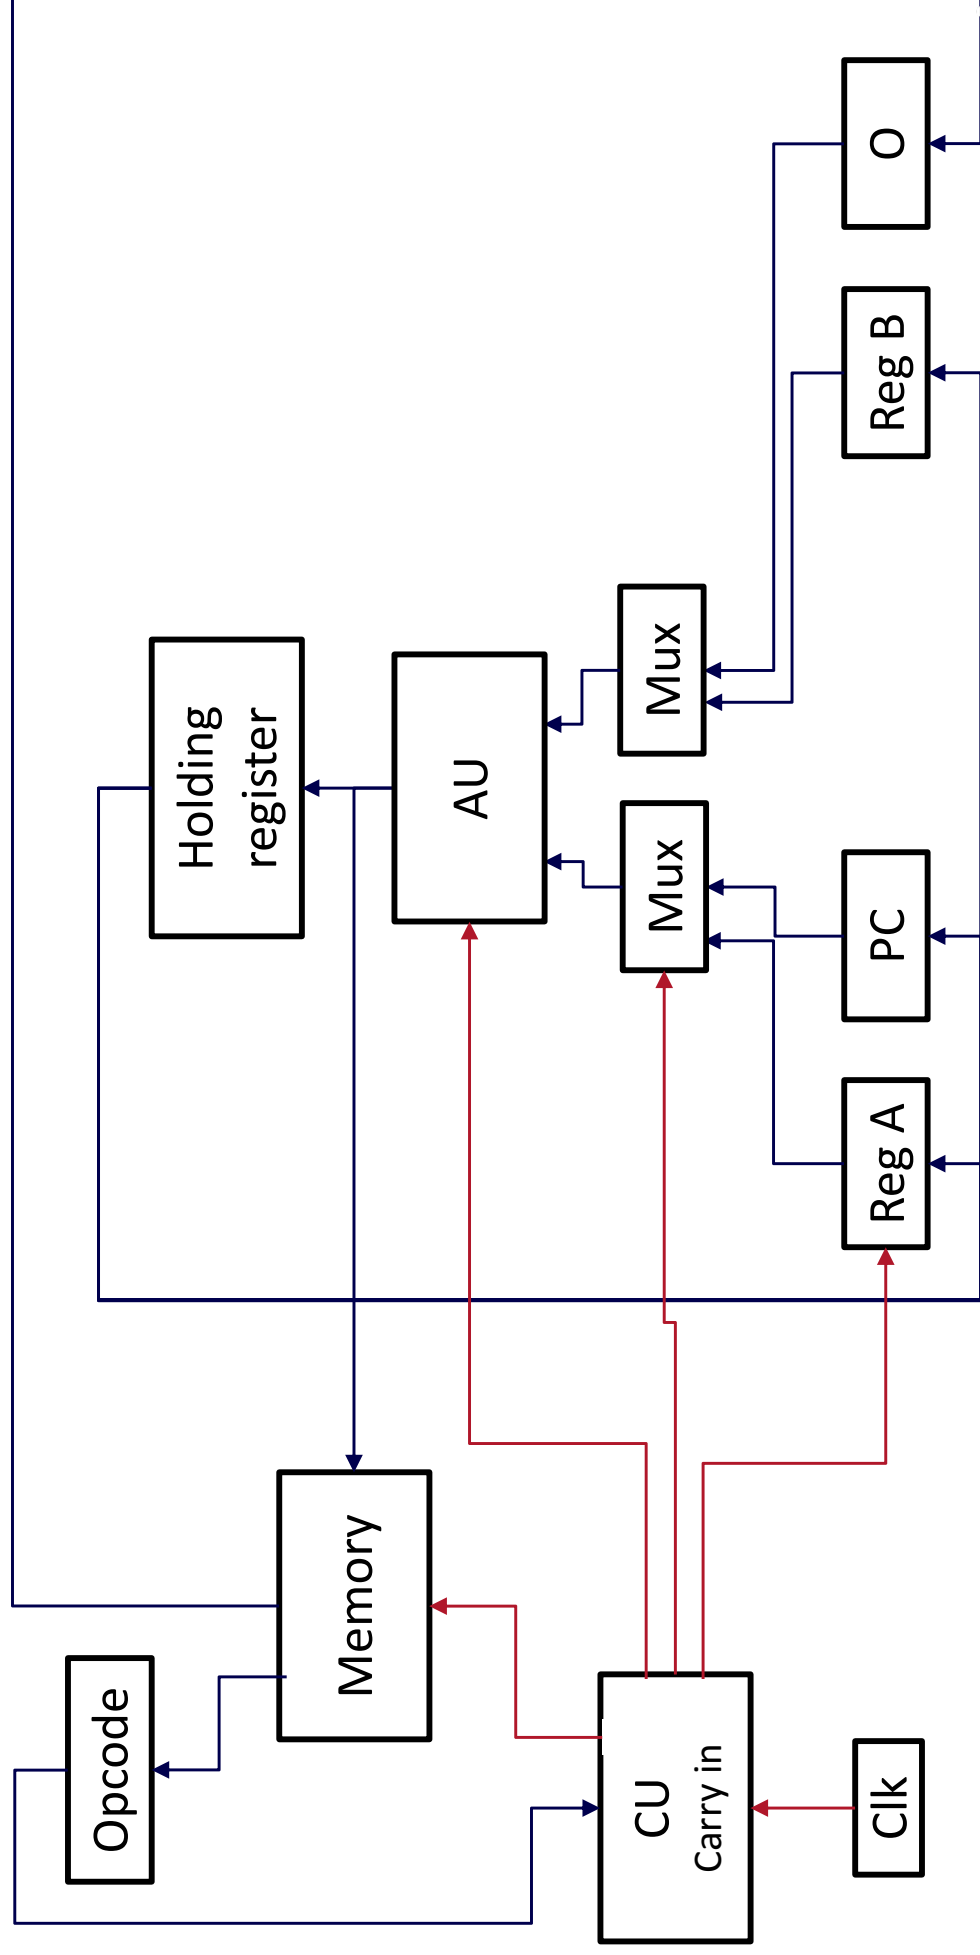 Opcode
Memory
Holding
register
AU
CU
Carry in
Mux
Mux
Clk
Reg A
PC
Reg B
O